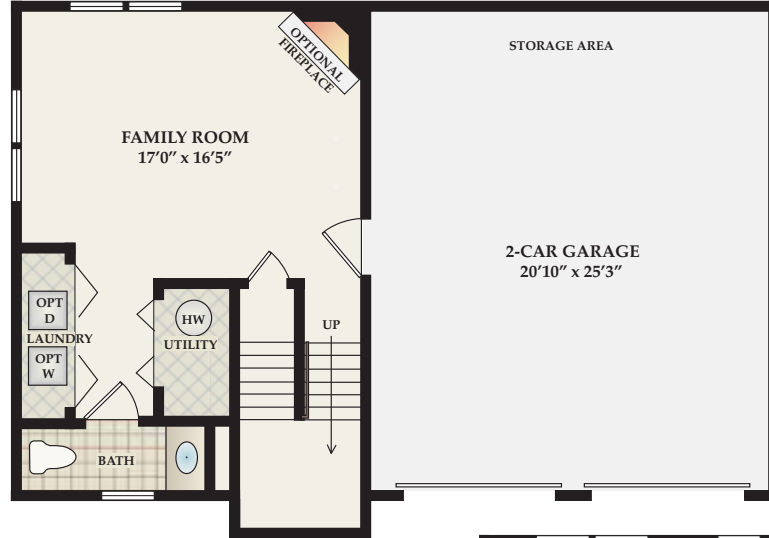 OPTIONAL
FIREPLACE
STORAGE AREA
FAMILY ROOM
17'0" x 16'5"
2-CAR GARAGE
20'10" x 25'3"
OPT
D
LAUNDRY
OPT
W
HW
UTILITY
UP
BATH